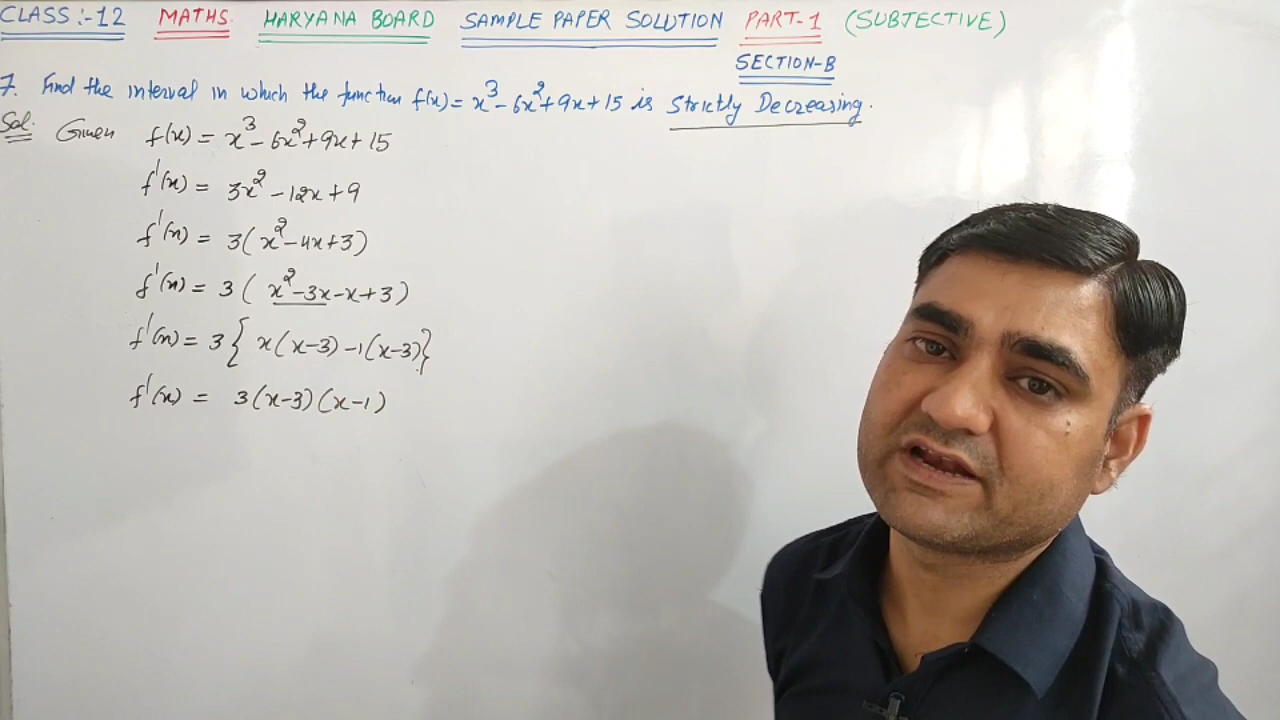 CLASS :- 12 MATHS. HARYANA BOARD SAMPLE PAPER SOLUTION PART-1 (SUBJECTIVE)
SECTION-B
7. Find the interval in which the function f(x) = x³ - 6x² + 9x + 15 is Strictly Decreasing.
Sol. Given f(x) = x³ - 6x² + 9x + 15
f'(x) = 3x² - 12x + 9
f'(x) = 3(x² - 4x + 3)
f'(x) = 3 (x² - 3x - x + 3)
f'(x) = 3 { x(x-3) - 1(x-3)}
f'(x) = 3(x-3)(x-1)